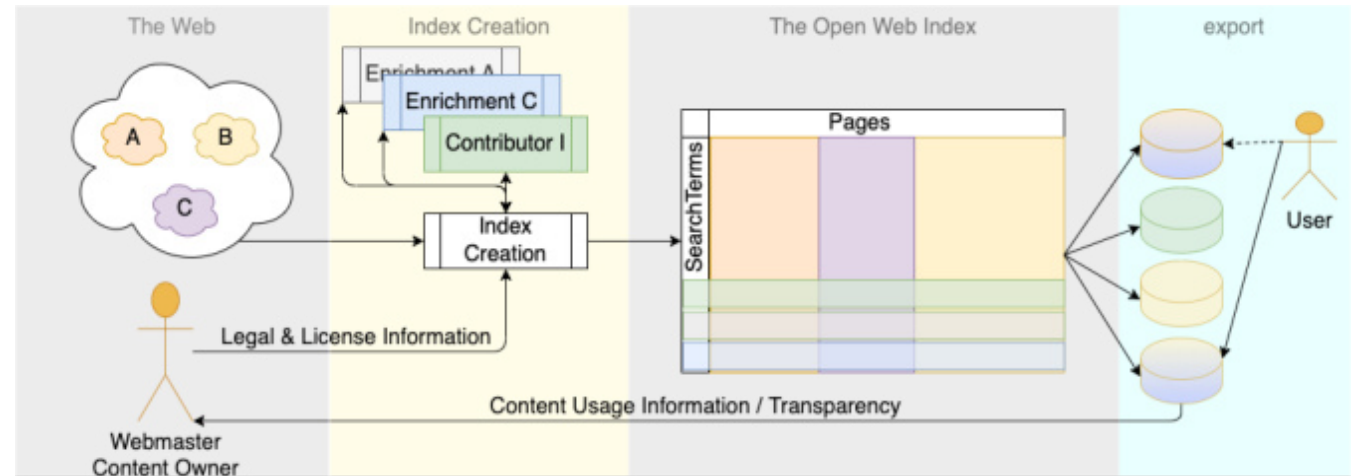 The Web
Index Creation
The Open Web Index
export
Enrichment A
Enrichment C
Contributor I
A
B
C
Index
Creation
Pages
SearchTerms
User
Legal & License Information
Content Usage Information / Transparency
Webmaster
Content Owner